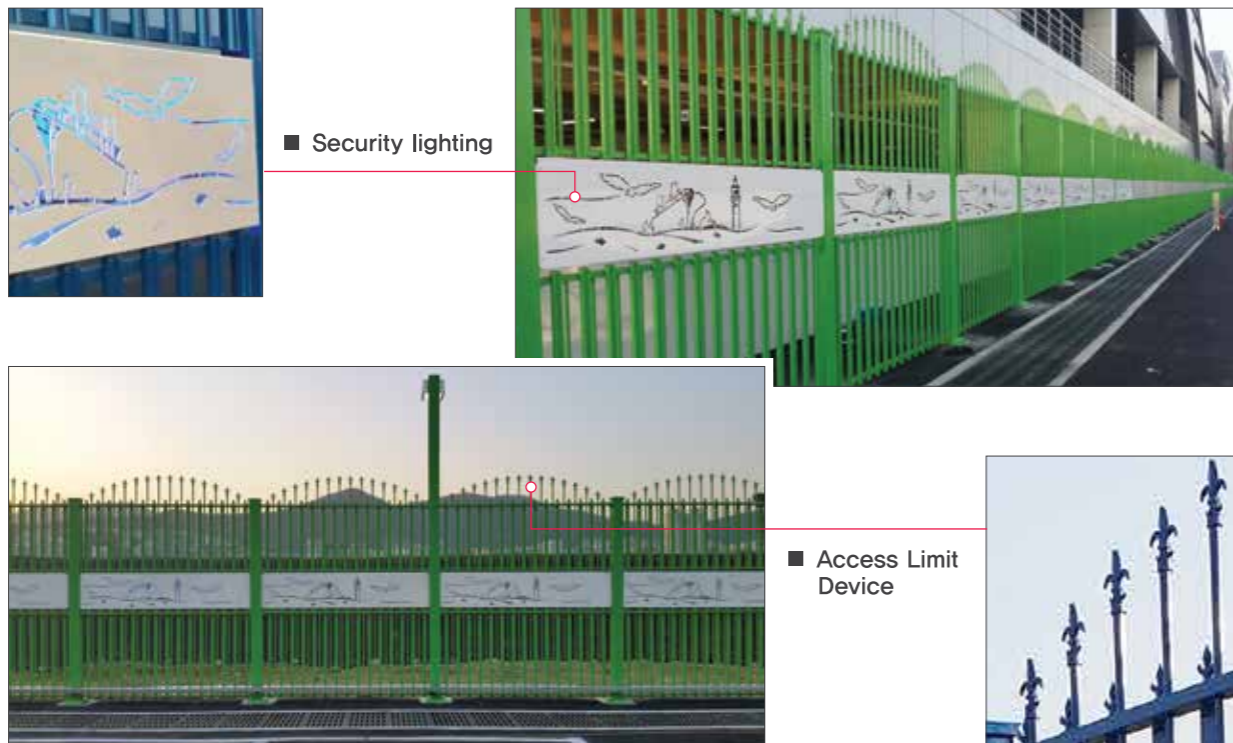 ■ Security lighting
■ Access Limit
Device